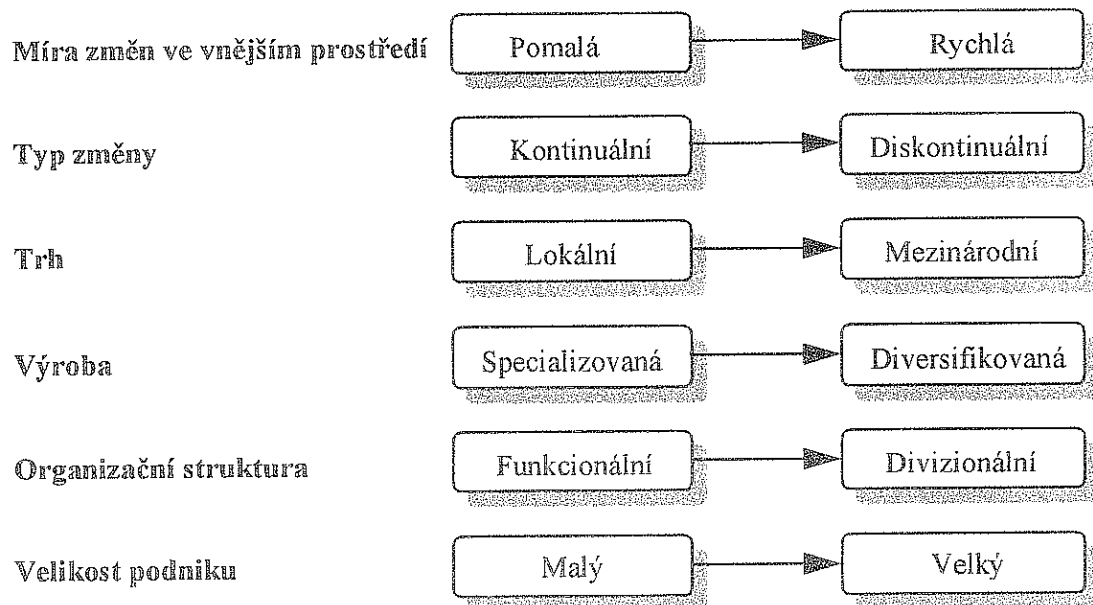 Míra změn ve vnějším prostředí Pomalá Rychlá
Typ změny Kontinuální Diskontinuální
Trh Lokální Mezinárodní
Výroba Specializovaná Diversifikovaná
Organizační struktura Funkcionální Divizionální
Velikost podniku Malý Velký